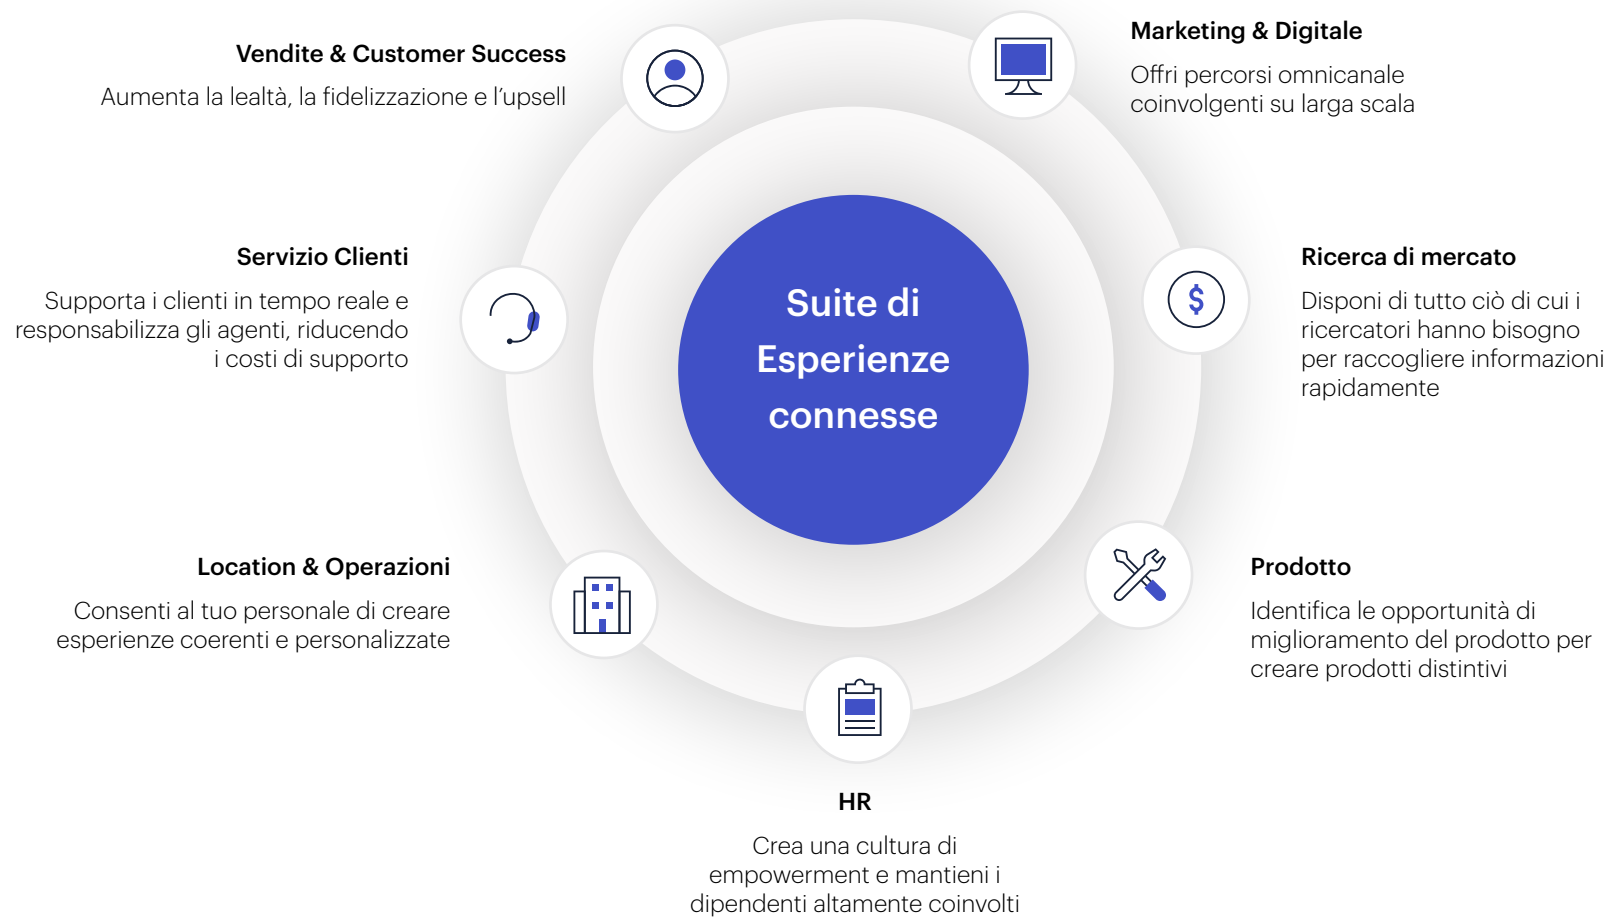 Vendite & Customer Success
Aumenta la lealtà, la fidelizzazione e l'upsell
Marketing & Digitale
Offri percorsi omnicanale
coinvolgenti su larga scala
Servizio Clienti
Supporta i clienti in tempo reale e
responsabilizza gli agenti, riducendo
i costi di supporto
Suite di
Esperienze
connesse
$
Ricerca di mercato
Disponi di tutto ciò di cui i
ricercatori hanno bisogno
per raccogliere informazioni
rapidamente
Location & Operazioni
Consenti al tuo personale di creare
esperienze coerenti e personalizzate
Prodotto
Identifica le opportunità di
miglioramento del prodotto per
creare prodotti distintivi
HR
Crea una cultura di
empowerment e mantieni i
dipendenti altamente coinvolti